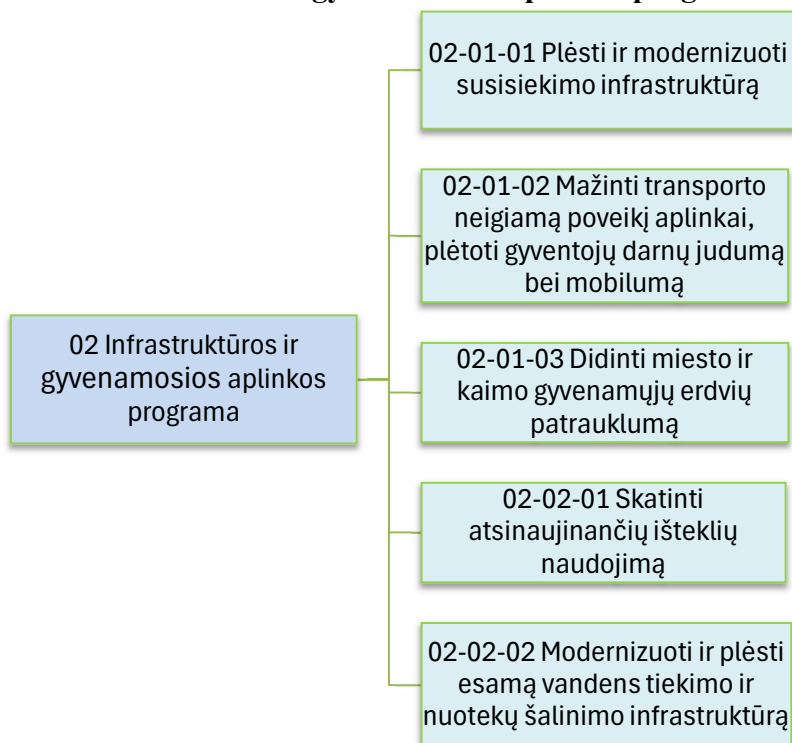 02-01-01 Plėsti ir modernizuoti
susisiekimo infrastruktūrą
02-01-02 Mažinti transporto
neigiamą poveikį aplinkai,
plėtoti gyventojų darnų judumą
bei mobilumą
02 Infrastruktūros ir
gyvenamosios aplinkos
programa
02-01-03 Didinti miesto ir
kaimo gyvenamųjų erdvių
patrauklumą
02-02-01 Skatinti
atsinaujinančių išteklių
naudojimą
02-02-02 Modernizuoti ir plėsti
esamą vandens tiekimo ir
nuotekų šalinimo infrastruktūrą